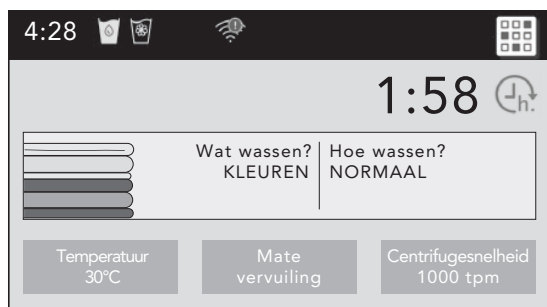 4:28
1:58 h.
Wat wassen?
KLEUREN
Hoe wassen?
NORMAAL
Temperatuur
30°C
Mate
vervuiling
Centrifugesnelheid
1000 tpm